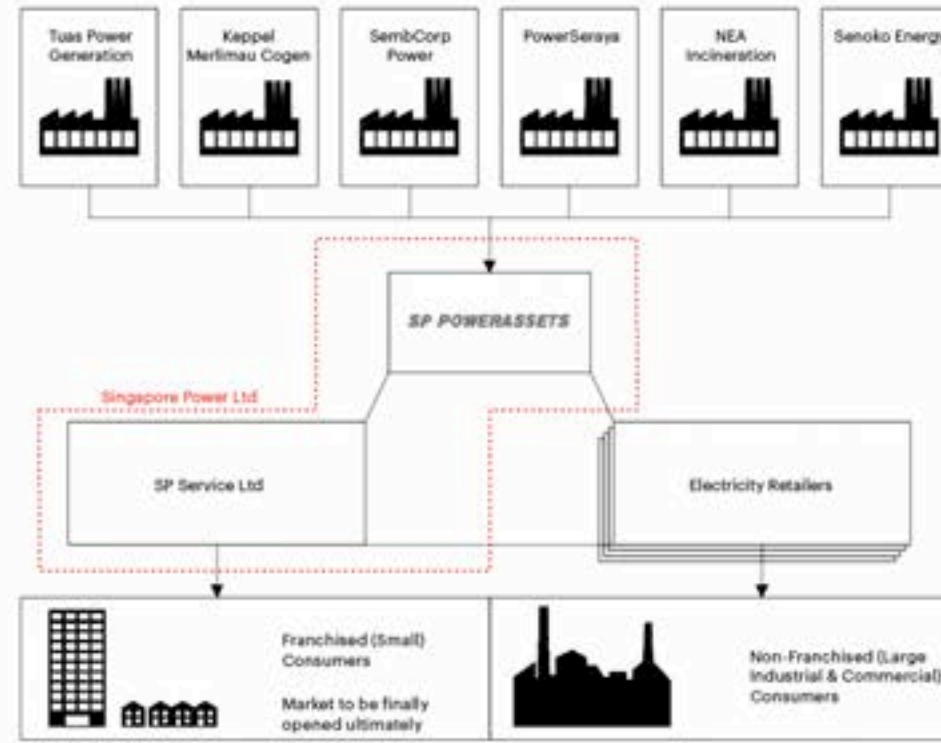 Tuas Power
Generation
Keppel
Merlimau Cogen
SembCorp
Power
PowerSeraya
NEA
Incineration
Senoko Energy
SP POWERASSETS
Singapore Power Ltd
SP Service Ltd
Electricity Retailers
Franchised (Small)
Consumers
Market to be finally
opened ultimately
Non-Franchised (Large
Industrial & Commercial)
Consumers